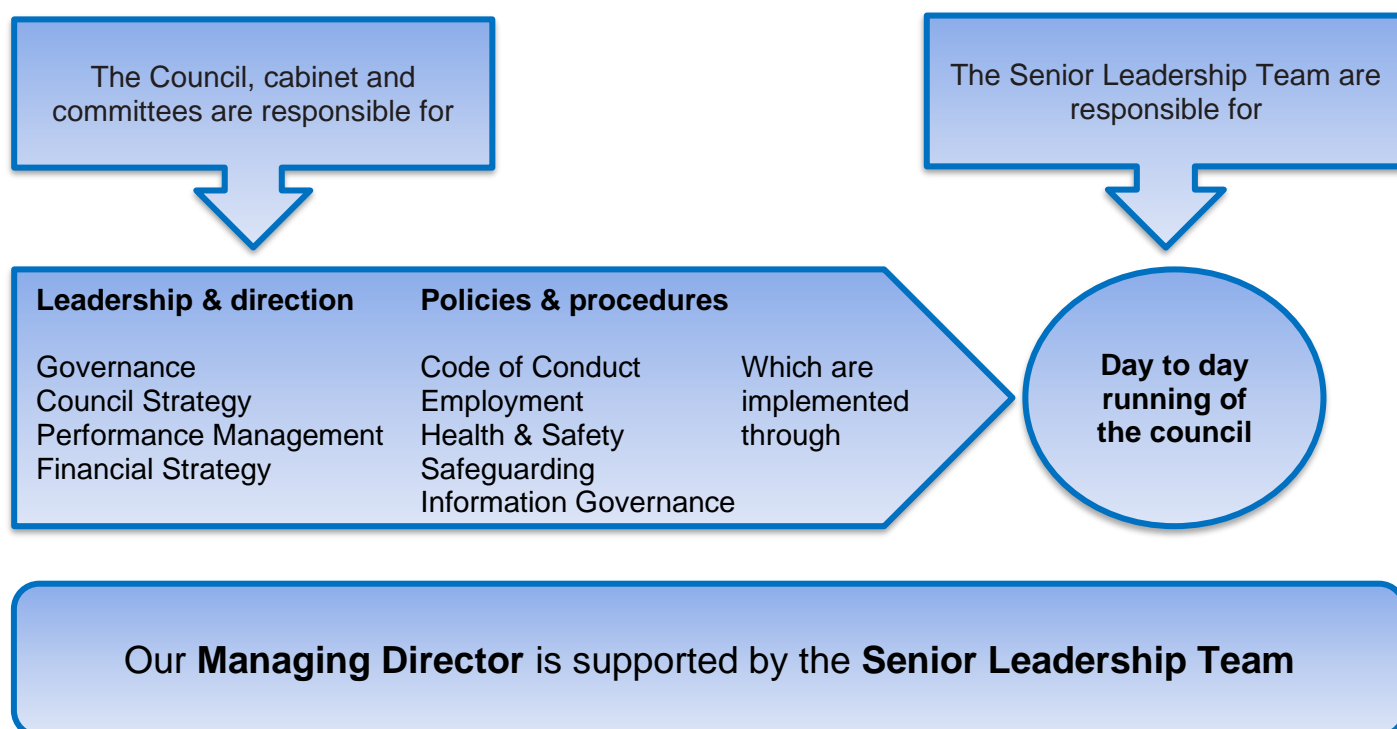 The Council, cabinet and
committees are responsible for
The Senior Leadership Team are
responsible for
Leadership & direction
Governance
Council Strategy
Performance Management
Financial Strategy
Policies & procedures
Code of Conduct
Employment
Health & Safety
Safeguarding
Information Governance
Which are
implemented
through
Day to day
running of
the council
Our Managing Director is supported by the Senior Leadership Team